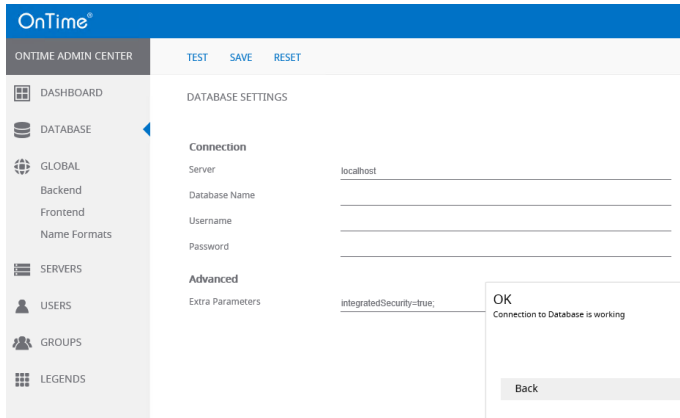 OnTime®
ONTIME ADMIN CENTER
TEST SAVE RESET
DASHBOARD
DATABASE SETTINGS
DATABASE
Connection
GLOBAL
Server localhost
Backend
Database Name
Frontend
Username
Name Formats
Password
SERVERS
Advanced
USERS
Extra Parameters integratedSecurity=true;
OK
Connection to Database is working
GROUPS
LEGENDS
Back